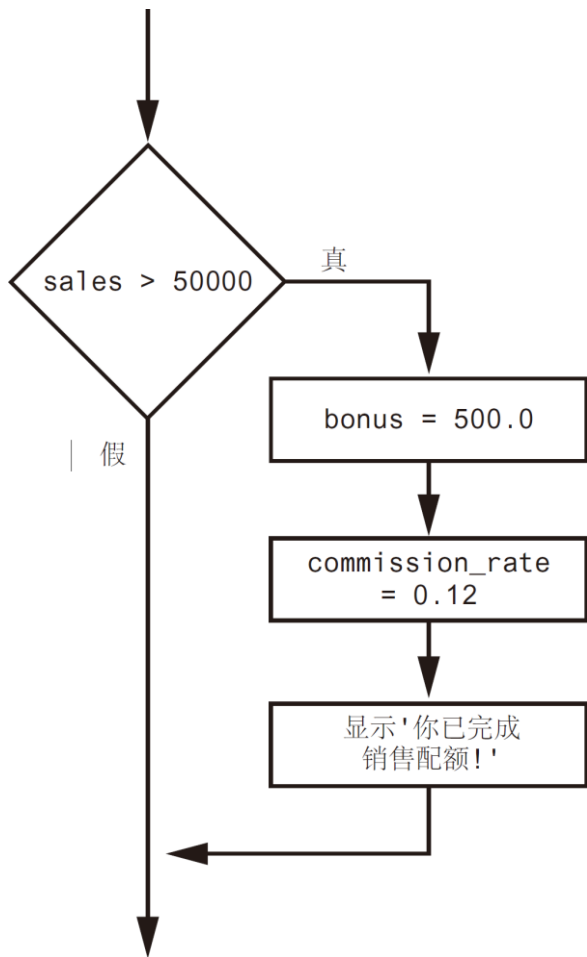 真
sales > 50000
bonus = 500.0
假
commission_rate
= 0.12
显示'你已完成
销售配额!'